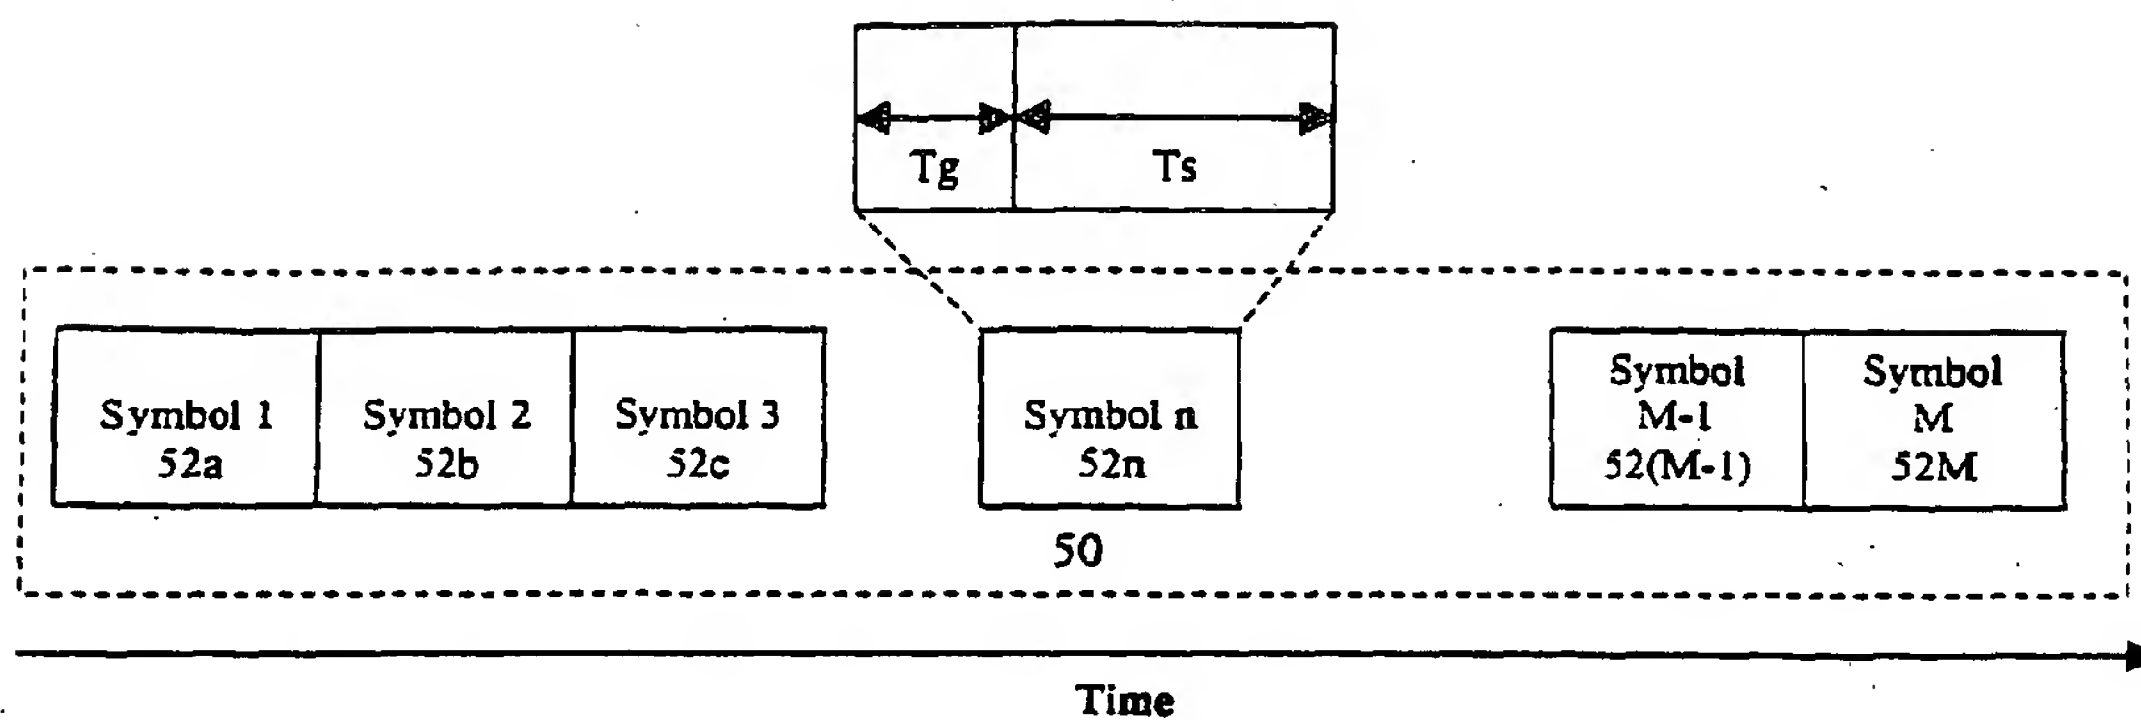 Tg
Ts
Symbol 1
52a
Symbol 2
52b
Symbol 3
52c
Symbol n
52n
Symbol
M-1
52(M-1)
Symbol
M
52M
50
Time